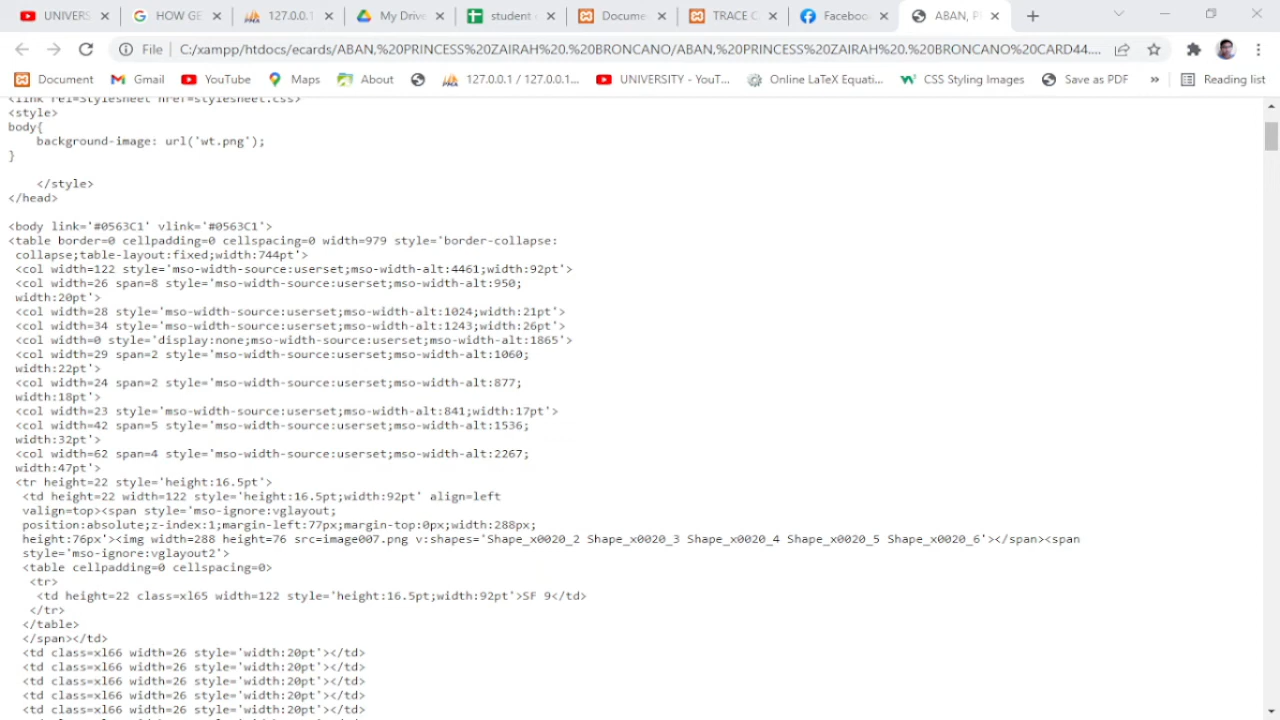 UNIVERS
HOW GE
127.0.0.1
My Drive
student
Docume
TRACE C
Faceboo
ABAN, P
File
C:/xampp/htdocs/ecards/ABAN,%20PRINCESS%20ZAIRAH%20.%20BRONCANO/ABAN,%20PRINCESS%20ZAIRAH%20.%20BRONCANO%20CARD44....
Document
Gmail
YouTube
Maps
About
127.0.0.1 / 127.0.0.1...
UNIVERSITY - YouT...
Online LaTeX Equati...
CSS Styling Images
Save as PDF
»
Reading list
<link rel=Stylesheet href=stylesheet.css>
<style>
body{
background-image: url('wt.png');
}
</style>
</head>
<body link='#0563C1' vlink='#0563C1'>
<table border=0 cellpadding=0 cellspacing=0 width=979 style='border-collapse:
collapse;table-layout:fixed;width:744pt'>
<col width=122 style='mso-width-source:userset;mso-width-alt:4461;width:92pt'>
<col width=26 span=8 style='mso-width-source:userset;mso-width-alt:950;
width:20pt'>
<col width=28 style='mso-width-source:userset;mso-width-alt:1024;width:21pt'>
<col width=34 style='mso-width-source:userset;mso-width-alt:1243;width:26pt'>
<col width=0 style='display:none;mso-width-source:userset;mso-width-alt:1865'>
<col width=29 span=2 style='mso-width-source:userset;mso-width-alt:1060;
width:22pt'>
<col width=24 span=2 style='mso-width-source:userset;mso-width-alt:877;
width:18pt'>
<col width=23 style='mso-width-source:userset;mso-width-alt:841;width:17pt'>
<col width=42 span=5 style='mso-width-source:userset;mso-width-alt:1536;
width:32pt'>
<col width=62 span=4 style='mso-width-source:userset;mso-width-alt:2267;
width:47pt'>
<tr height=22 style='height:16.5pt'>
<td height=22 width=122 style='height:16.5pt;width:92pt' align=left
valign=top><span style='mso-ignore:vglayout;
position:absolute;z-index:1;margin-left:77px;margin-top:0px;width:288px;
height:76px'><img width=288 height=76 src=image007.png v:shapes='Shape_x0020_2 Shape_x0020_3 Shape_x0020_4 Shape_x0020_5 Shape_x0020_6'></span><span
style='mso-ignore:vglayout2'>
<table cellpadding=0 cellspacing=0>
<tr>
<td height=22 class=xl65 width=122 style='height:16.5pt;width:92pt'>SF 9</td>
</tr>
</table>
</span></td>
<td class=xl66 width=26 style='width:20pt'></td>
<td class=xl66 width=26 style='width:20pt'></td>
<td class=xl66 width=26 style='width:20pt'></td>
<td class=xl66 width=26 style='width:20pt'></td>
<td class=xl66 width=26 style='width:20pt'></td>